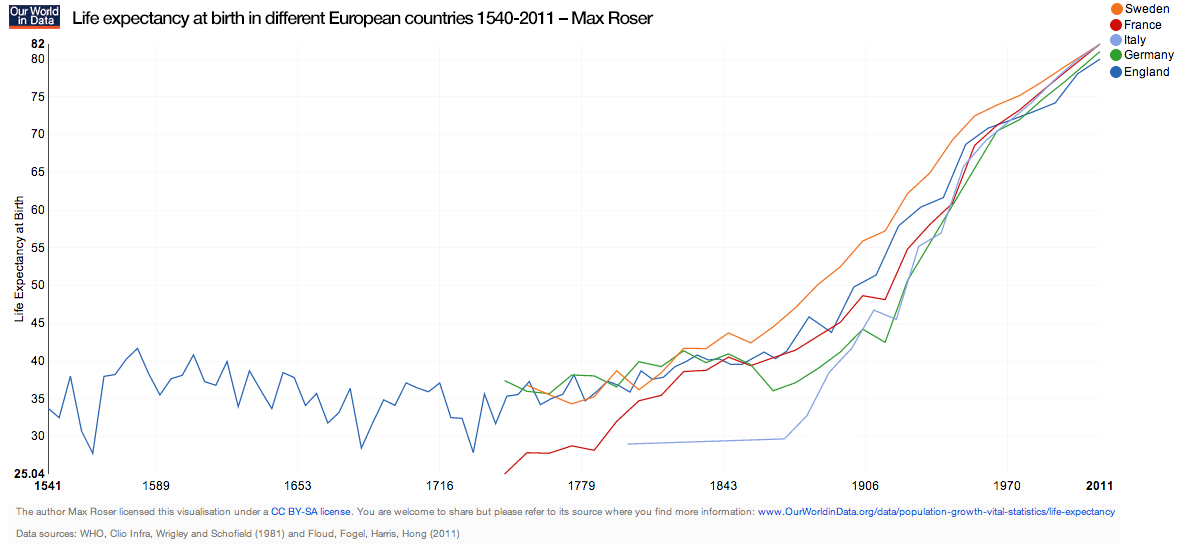 Our World
in Data
Life expectancy at birth in different European countries 1540-2011 – Max Roser
Sweden
France
Italy
Germany
England
Life Expectancy at Birth
82
80
75
70
65
60
55
50
45
40
35
30
25.04
1541
1589
1653
1716
1779
1843
1906
1970
2011
The author Max Roser licensed this visualisation under a CC BY-SA license. You are welcome to share but please refer to its source where you find more information: www.OurWorldinData.org/data/population-growth-vital-statistics/life-expectancy
Data sources: WHO, Clio Infra, Wrigley and Schofield (1981) and Floud, Fogel, Harris, Hong (2011)